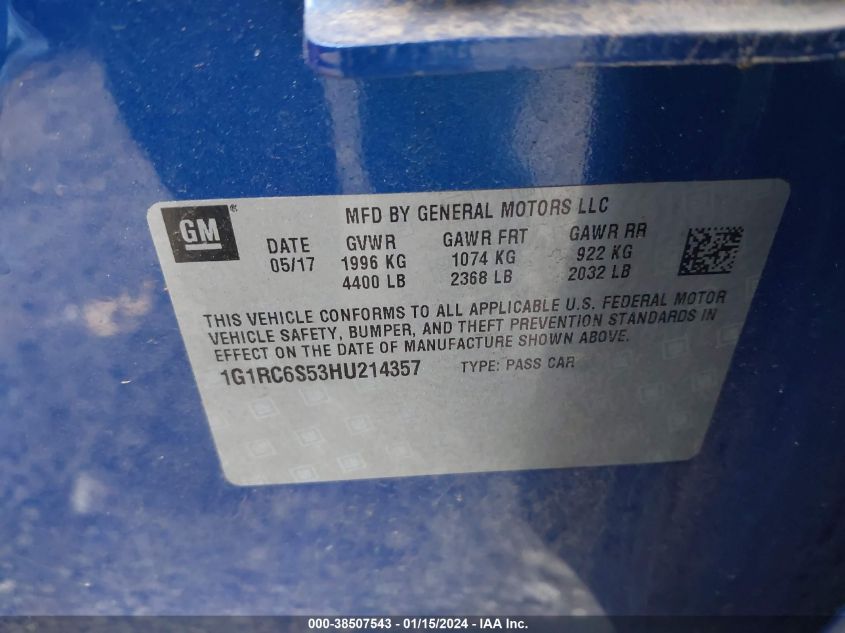 GM
MFD BY GENERAL MOTORS LLC
DATE GVWR GAWR FRT GAWR RR
05/17 1996 KG 1074 KG 922 KG
4400 LB 2368 LB 2032 LB
THIS VEHICLE CONFORMS TO ALL APPLICABLE U.S. FEDERAL MOTOR
VEHICLE SAFETY, BUMPER, AND THEFT PREVENTION STANDARDS IN
EFFECT ON THE DATE OF MANUFACTURE SHOWN ABOVE.
1G1RC6S53HU214357 TYPE: PASS CAR
000-38507543 - 01/15/2024 - IAA Inc.